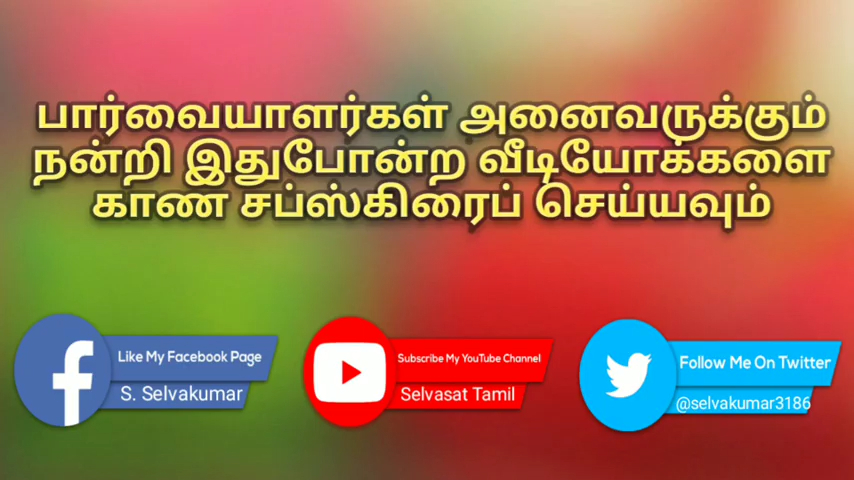 பார்வையாளர்கள் அனைவருக்கும்
நன்றி இதுபோன்ற வீடியோக்களை
காண சப்ஸ்கிரைப் செய்யவும்
Like My Facebook Page
S. Selvakumar
Subscribe My YouTube Channel
Selvasat Tamil
Follow Me On Twitter
@selvakumar3186